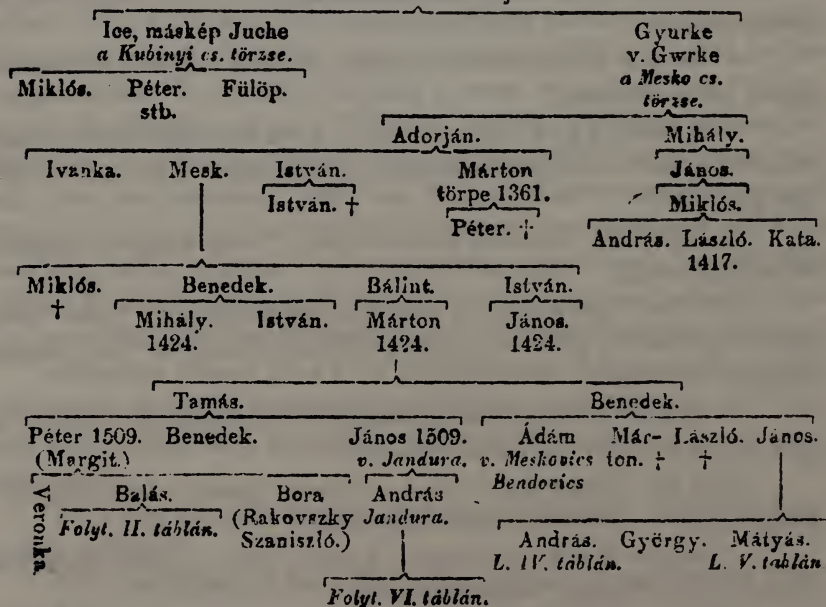 Ice, máskép Juche Gyurke
a Kubinyi cs. törzse. v. Gwrke
Miklós. Péter. Fülöp. a Mesko cs.
stb. törzse.
Adorján. Mihály.
Ivanka. Mesk. István. Márton János.
István. † törpe 1361. Miklós.
Péter. †
András. László. Kata.
1417.
Miklós. Benedek. Bálint. István.
†
Mihály. István. Márton János.
1424. 1424. 1424.
Tamás. Benedek.
Péter 1509. Benedek. János 1509. Ádám Már- László. János.
(Margit.) v. Jandura. v. Meskovics ton. † †
Bendovics
Veronka. Balás. Bora András
Folyt. II. táblán. (Rakovszky Jandura.
Szaniszló.)
András. György. Mátyás.
L. IV. táblán. L. V. táblán
Folyt. VI. táblán.